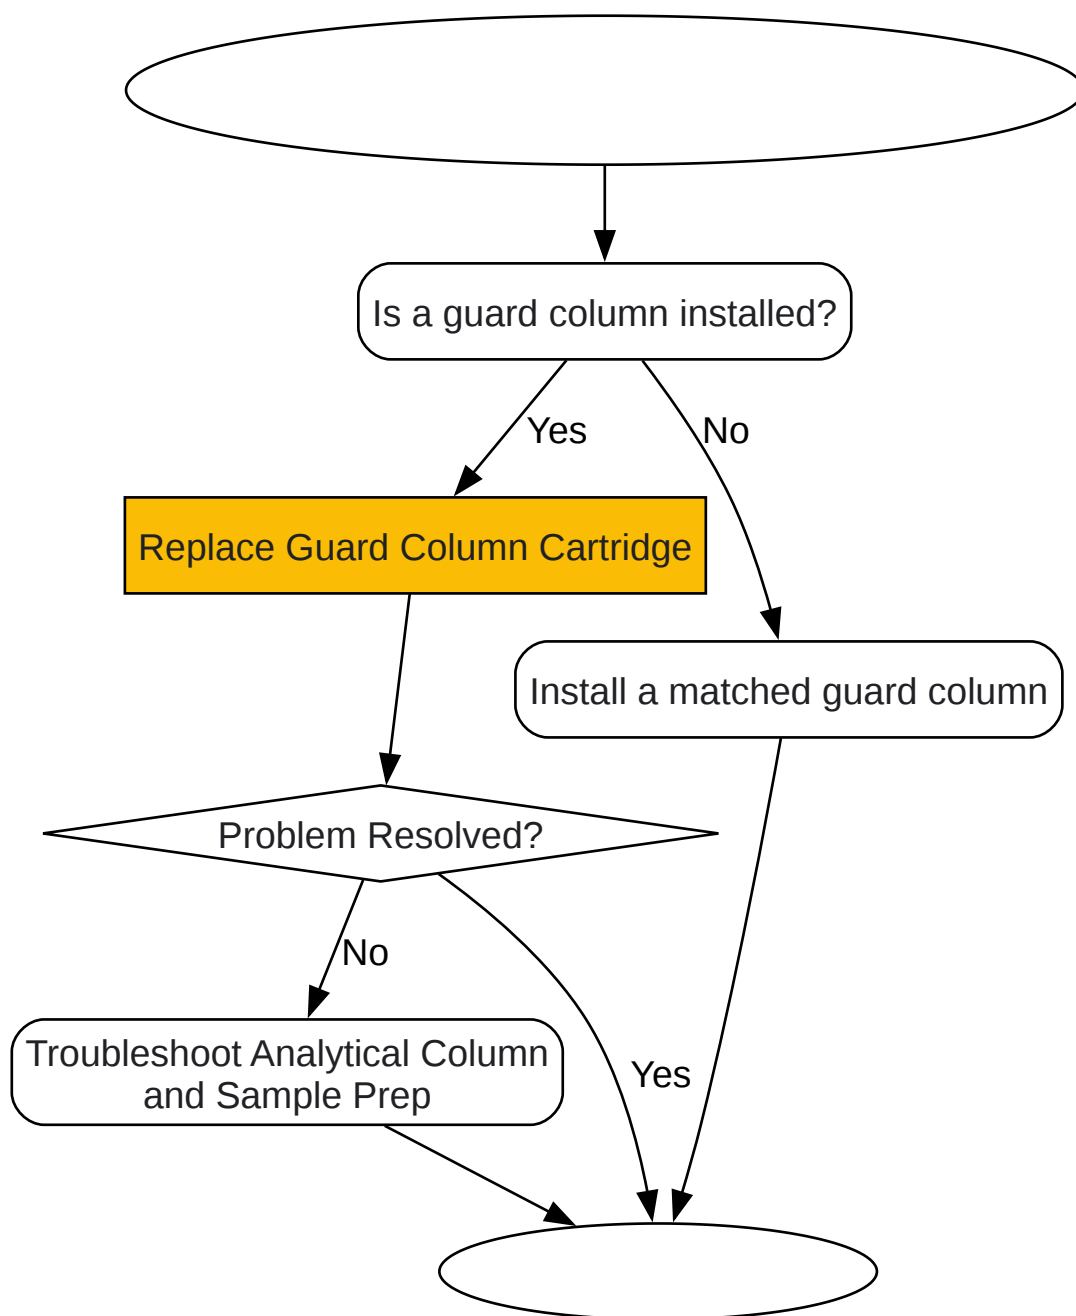 Is a guard column installed?
Yes
No
Replace Guard Column Cartridge
Install a matched guard column
Problem Resolved?
No
Troubleshoot Analytical Column
and Sample Prep
Yes